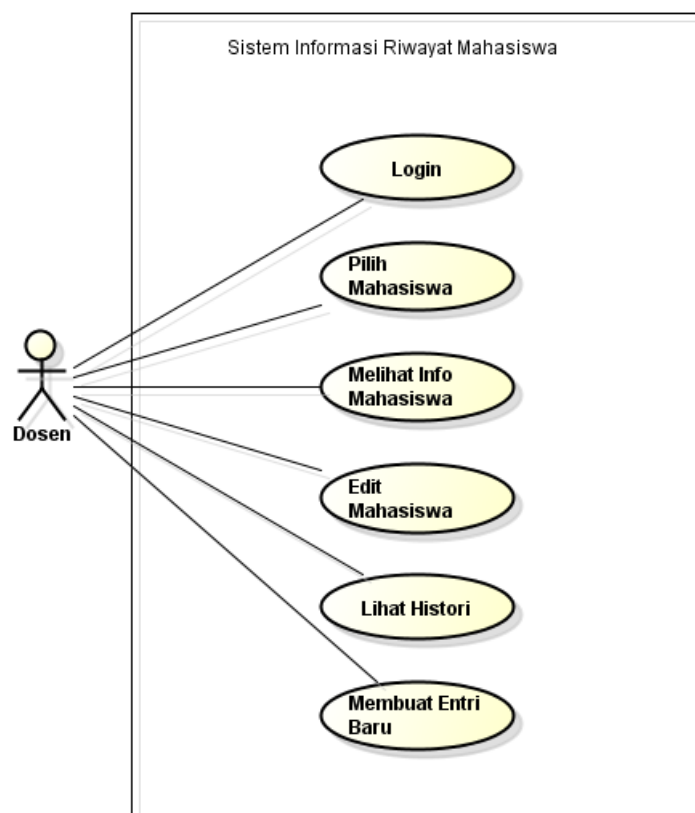 Sistem Informasi Riwayat Mahasiswa
Login
Pilih
Mahasiswa
Melihat Info
Mahasiswa
Dosen
Edit
Mahasiswa
Lihat Histori
Membuat Entri
Baru